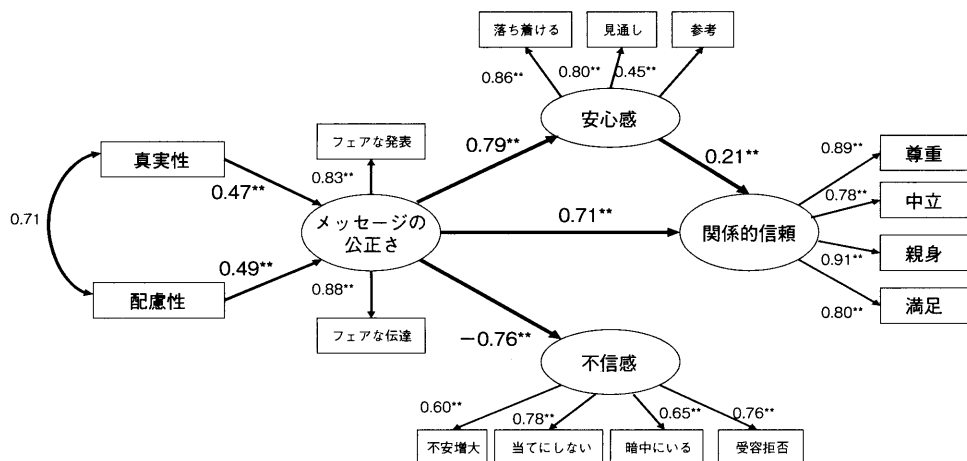 落ち着ける
見通し
参考
0.86**
0.80**
0.45**
安心感
フェアな発表
真実性
0.79**
0.21**
0.89**
尊重
0.47**
0.83**
0.78**
中立
0.71
メッセージの
公正さ
0.71**
関係的信頼
0.91**
親身
0.49**
配慮性
0.88**
0.80**
満足
フェアな伝達
−0.76**
不信感
0.60**
0.78**
0.65**
0.76**
不安増大
当てにしない
暗中にいる
受容拒否